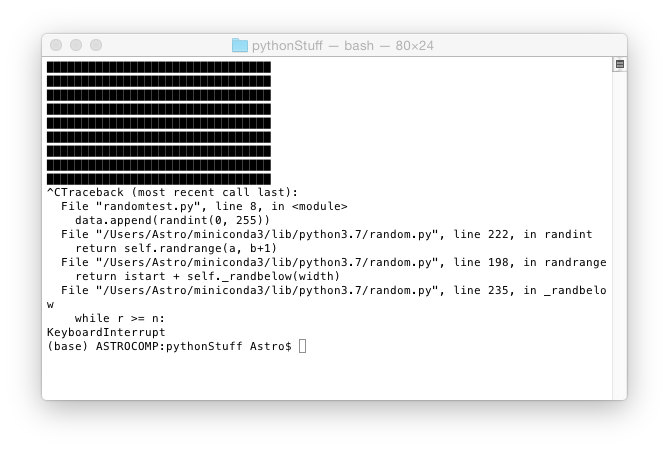 pythonStuff — bash — 80×24
^CTraceback (most recent call last):
  File "randomtest.py", line 8, in <module>
    data.append(randint(0, 255))
  File "/Users/Astro/miniconda3/lib/python3.7/random.py", line 222, in randint
    return self.randrange(a, b+1)
  File "/Users/Astro/miniconda3/lib/python3.7/random.py", line 198, in randrange
    return istart + self._randbelow(width)
  File "/Users/Astro/miniconda3/lib/python3.7/random.py", line 235, in _randbelo
w
    while r >= n:
KeyboardInterrupt
(base) ASTROCOMP:pythonStuff Astro$